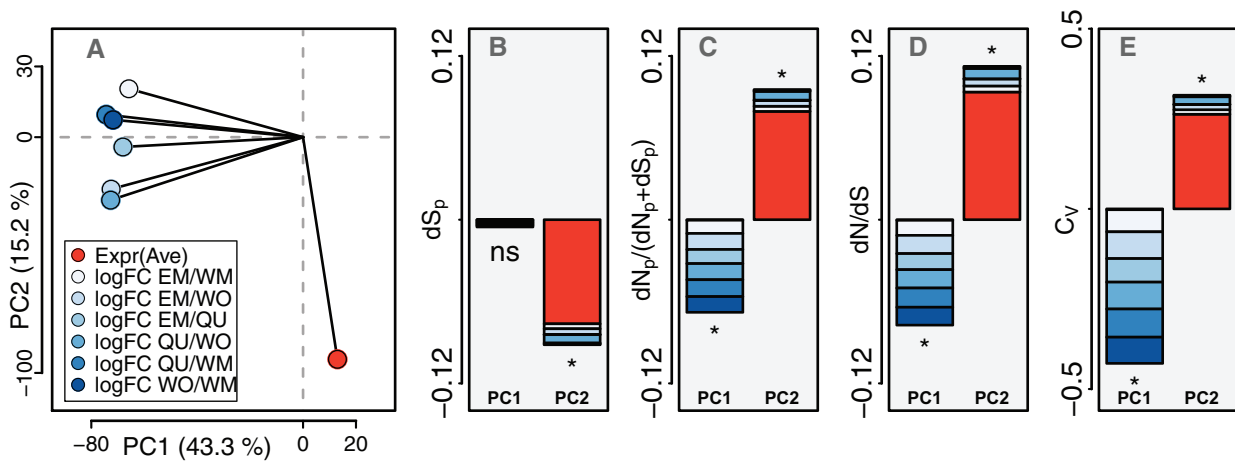 A
PC2 (15.2 %)
30
0
−100
Expr(Ave)
logFC EM/WM
logFC EM/WO
logFC EM/QU
logFC QU/WO
logFC QU/WM
logFC WO/WM
−80
0
20
PC1 (43.3 %)
B
dSp
0.12
−0.12
ns
*
PC1
PC2
C
dNp/(dNp+dSp)
0.12
−0.12
*
*
PC1
PC2
D
dN/dS
0.12
−0.12
*
*
PC1
PC2
E
CV
0.5
−0.5
*
*
PC1
PC2